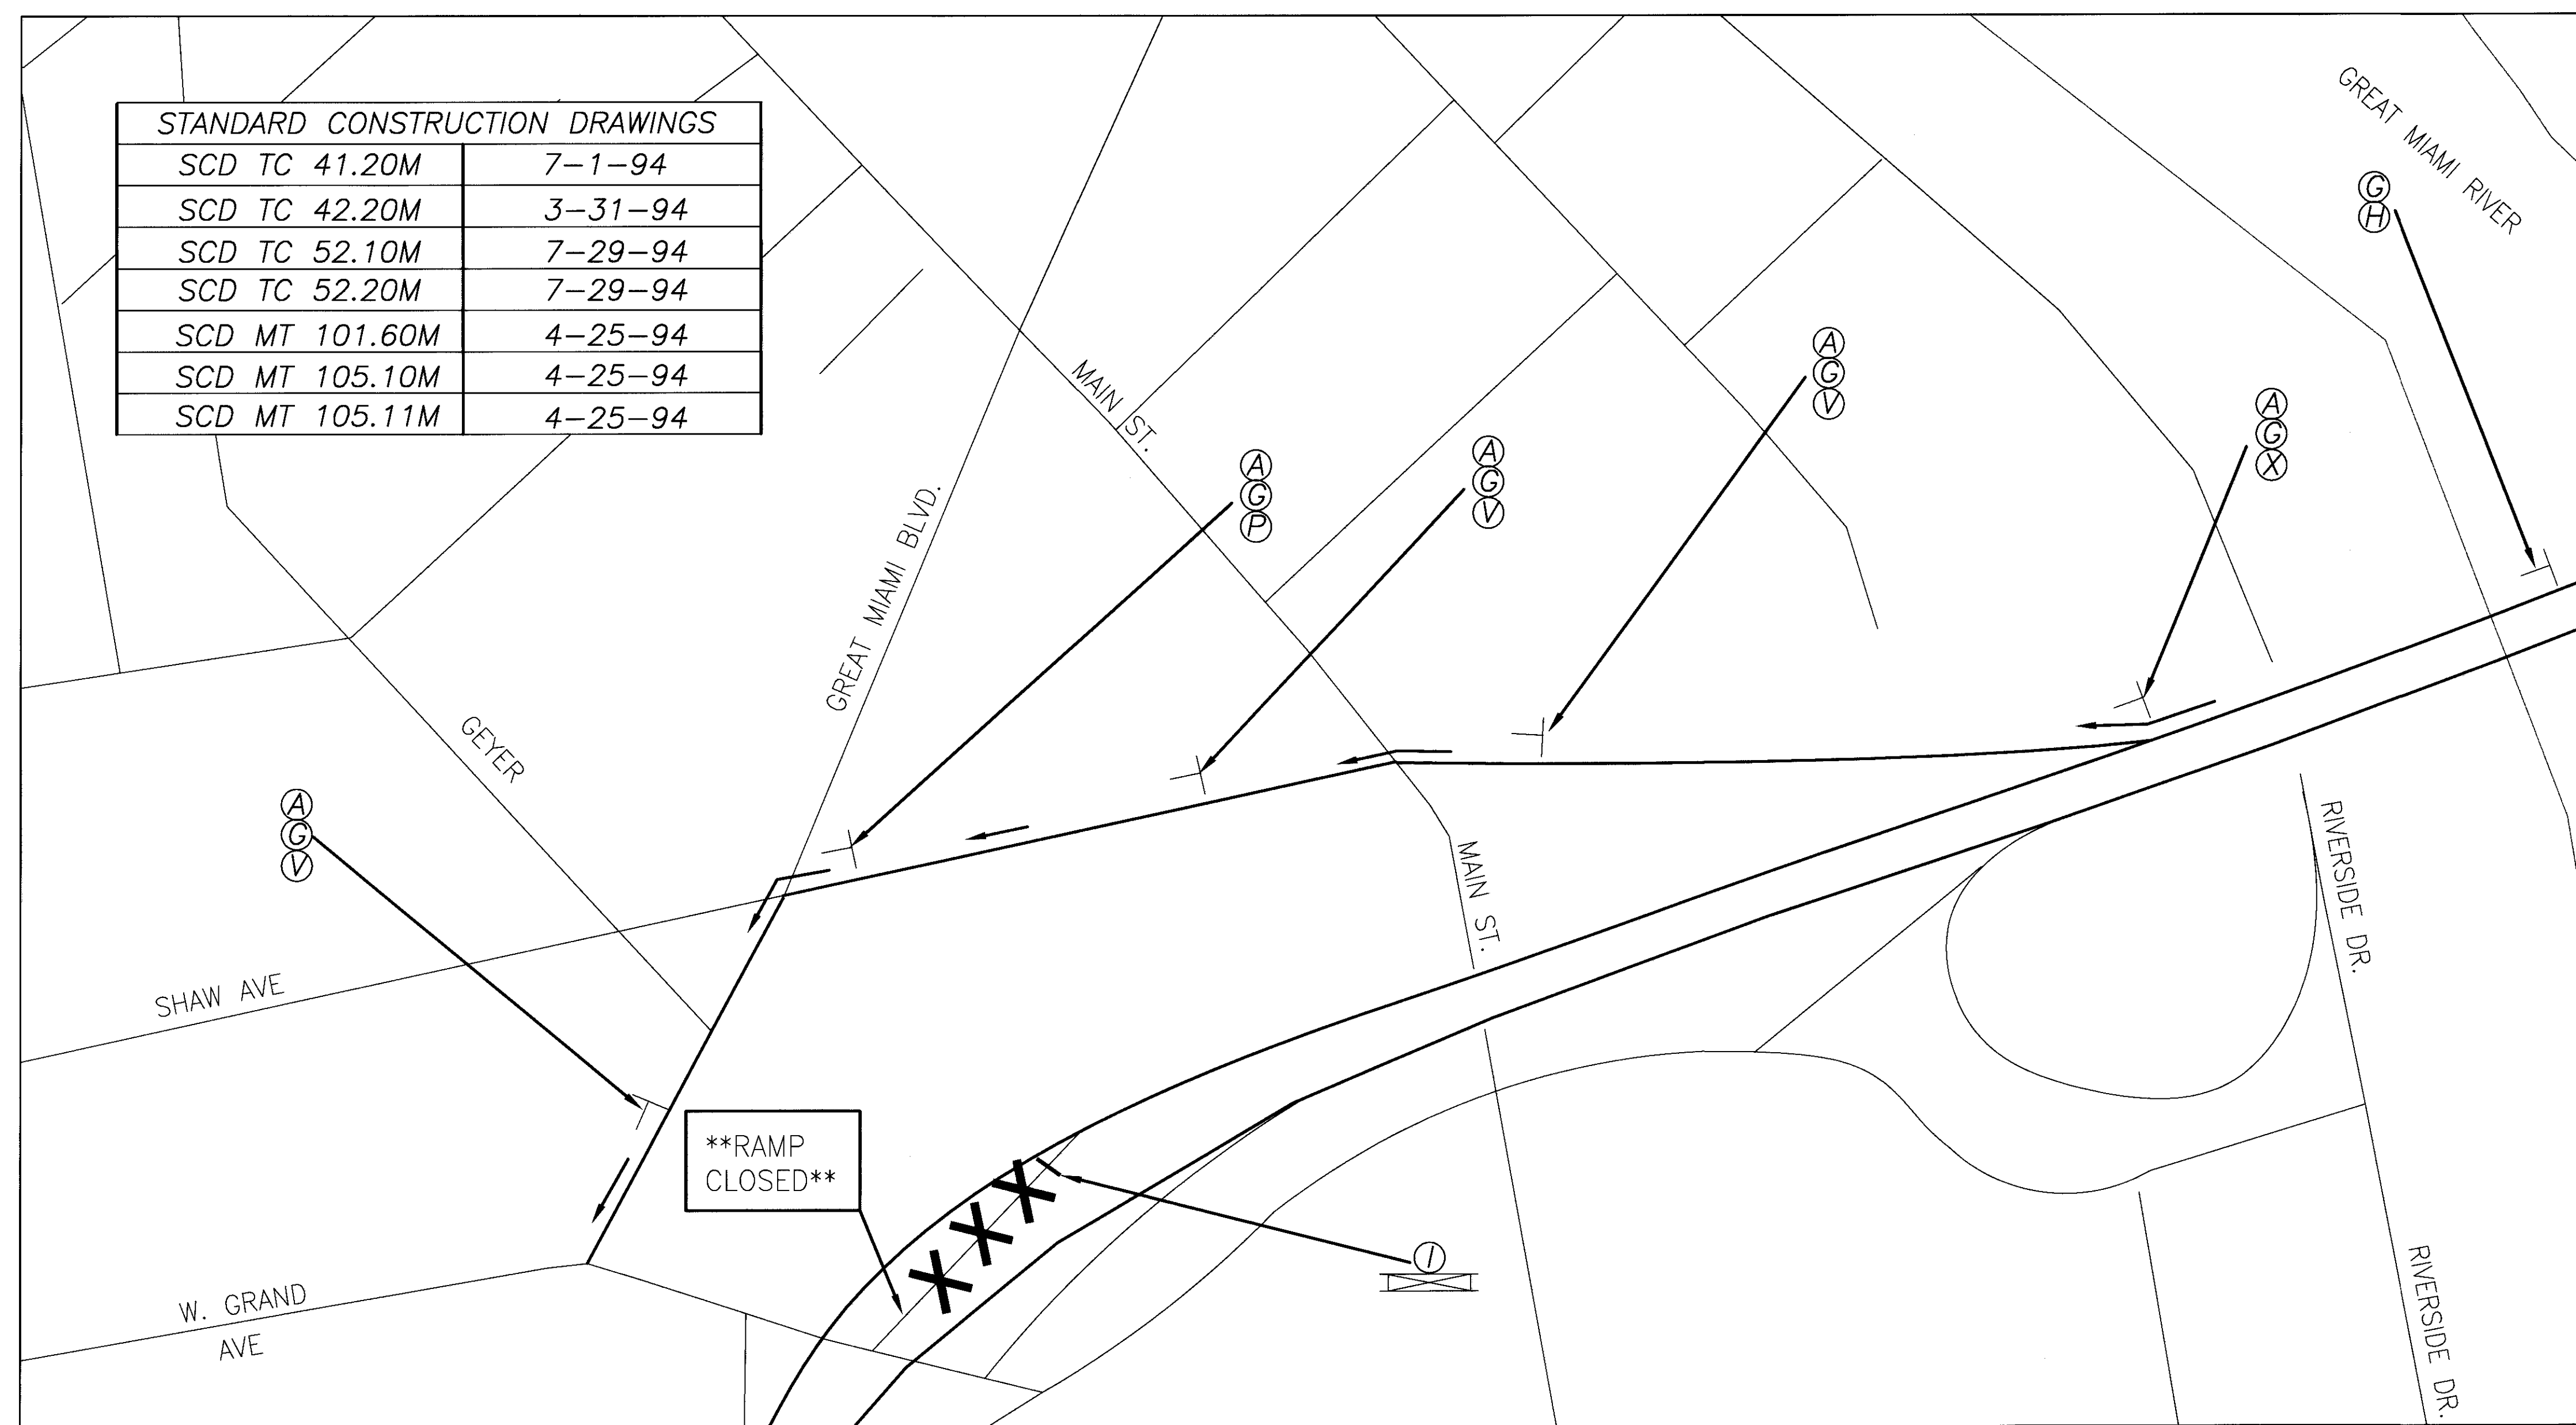 STANDARD CONSTRUCTION DRAWINGS
SCD TC 41.20M 7-1-94
SCD TC 42.20M 3-31-94
SCD TC 52.10M 7-29-94
SCD TC 52.20M 7-29-94
SCD MT 101.60M 4-25-94
SCD MT 105.10M 4-25-94
SCD MT 105.11M 4-25-94
GREAT MIAMI RIVER
G
H
A
G
V
A
G
X
MAIN ST.
A
G
P
A
G
V
GREAT MIAMI BLVD.
GEYER
A
G
V
MAIN ST.
RIVERSIDE DR.
SHAW AVE
**RAMP
CLOSED**
I
W. GRAND
AVE
RIVERSIDE DR.